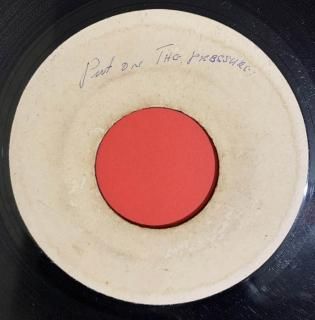 Put on The pressure.